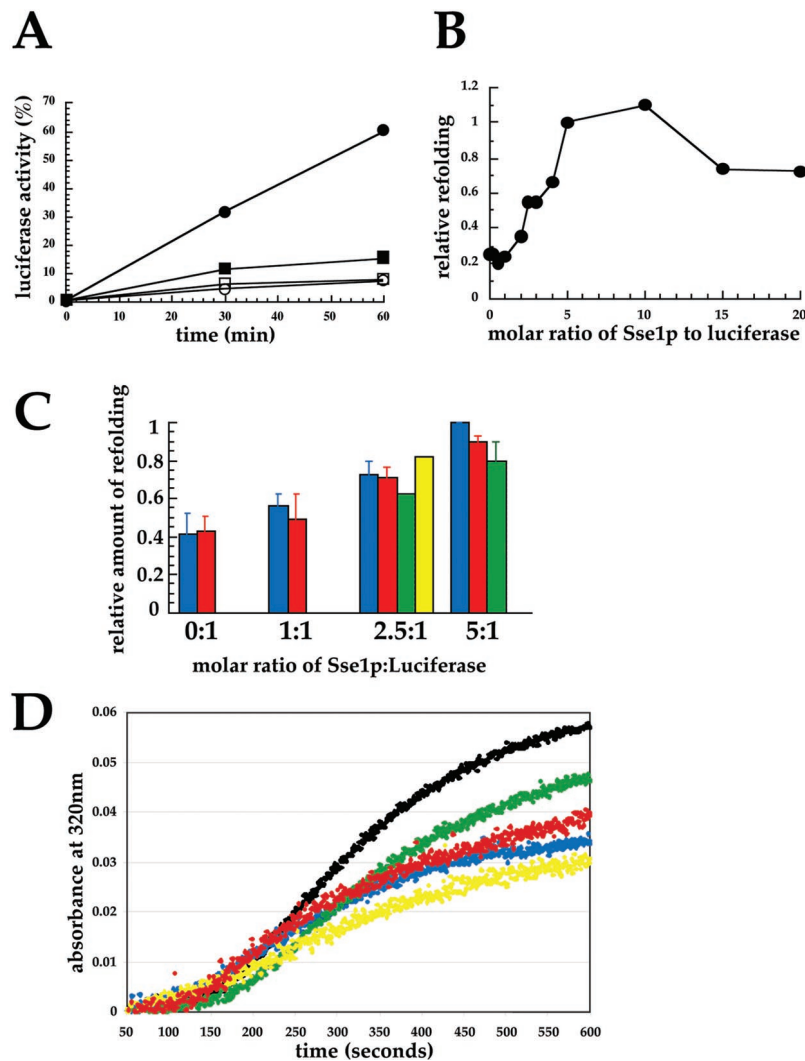 A
luciferase activity (%)
70
60
50
40
30
20
10
0
0 10 20 30 40 50 60
time (min)
B
relative refolding
1.2
1
0.8
0.6
0.4
0.2
0
0 5 10 15 20
molar ratio of Sse1p to luciferase
C
relative amount of refolding
1
0.8
0.6
0.4
0.2
0
0:1 1:1 2.5:1 5:1
molar ratio of Sse1p:Luciferase
D
absorbance at 320nm
0.06
0.05
0.04
0.03
0.02
0.01
0
50 100 150 200 250 300 350 400 450 500 550 600
time (seconds)